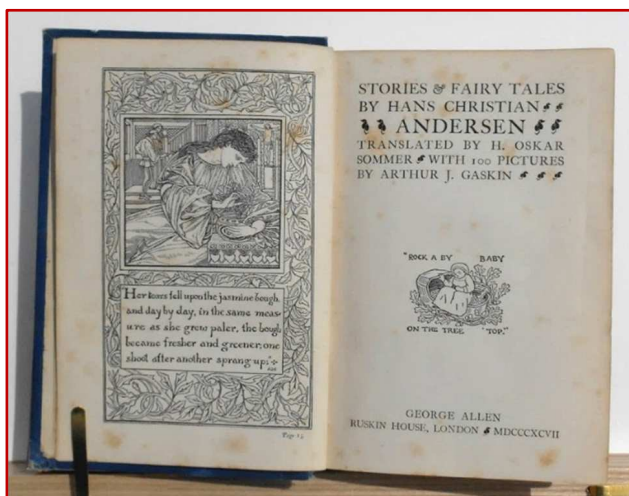 Her tears fell upon the jasmine bough,
and day by day, in the same meas-
ure as she grew paler, the bough
became fresher and greener; one
shoot after another sprang up;
STORIES & FAIRY TALES
BY HANS CHRISTIAN
ANDERSEN
TRANSLATED BY H. OSKAR
SOMMER WITH 100 PICTURES
BY ARTHUR J. GASKIN
"ROCK A BY BABY
ON THE TREE TOP."
GEORGE ALLEN
RUSKIN HOUSE, LONDON MDCCCXCVII